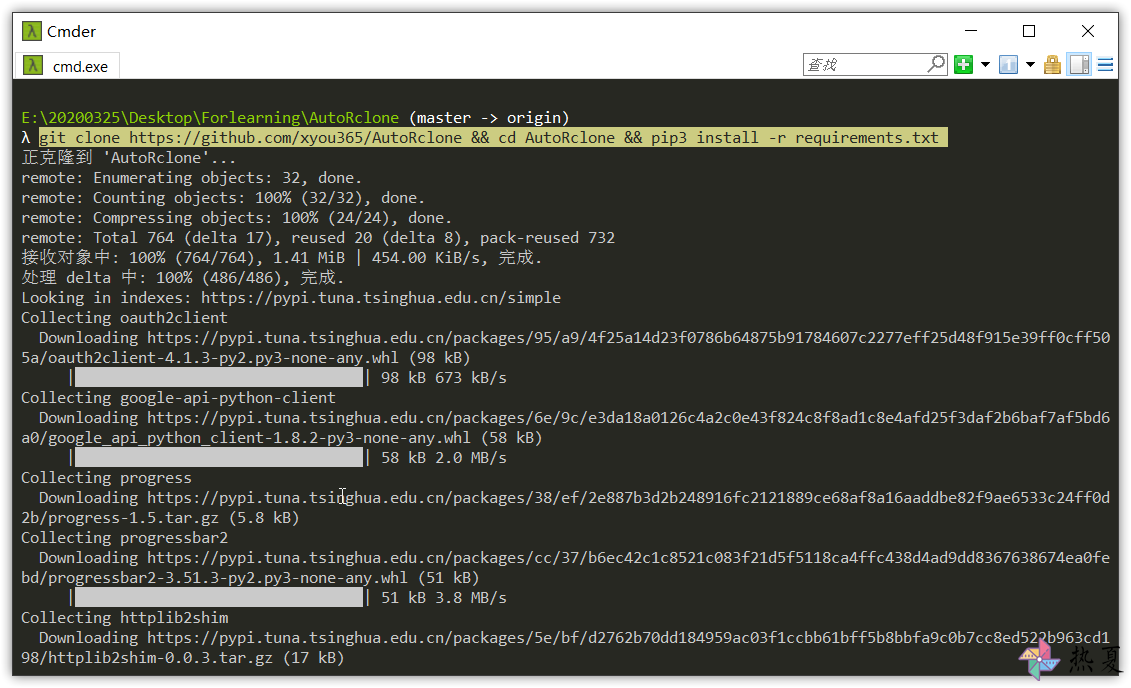 Cmder
cmd.exe
查找
E:\20200325\Desktop\Forlearning\AutoRclone (master -> origin)
λ git clone https://github.com/xyou365/AutoRclone && cd AutoRclone && pip3 install -r requirements.txt
正克隆到 'AutoRclone'...
remote: Enumerating objects: 32, done.
remote: Counting objects: 100% (32/32), done.
remote: Compressing objects: 100% (24/24), done.
remote: Total 764 (delta 17), reused 20 (delta 8), pack-reused 732
接收对象中: 100% (764/764), 1.41 MiB | 454.00 KiB/s, 完成.
处理 delta 中: 100% (486/486), 完成.
Looking in indexes: https://pypi.tuna.tsinghua.edu.cn/simple
Collecting oauth2client
Downloading https://pypi.tuna.tsinghua.edu.cn/packages/95/a9/4f25a14d23f0786b64875b91784607c2277eff25d48f915e39ff0cff50
5a/oauth2client-4.1.3-py2.py3-none-any.whl (98 kB)
| | 98 kB 673 kB/s
Collecting google-api-python-client
Downloading https://pypi.tuna.tsinghua.edu.cn/packages/6e/9c/e3da18a0126c4a2c0e43f824c8f8ad1c8e4afd25f3daf2b6baf7af5bd6
a0/google_api_python_client-1.8.2-py3-none-any.whl (58 kB)
| | 58 kB 2.0 MB/s
Collecting progress
Downloading https://pypi.tuna.tsinghua.edu.cn/packages/38/ef/2e887b3d2b248916fc2121889ce68af8a16aaddbe82f9ae6533c24ff0d
2b/progress-1.5.tar.gz (5.8 kB)
Collecting progressbar2
Downloading https://pypi.tuna.tsinghua.edu.cn/packages/cc/37/b6ec42c1c8521c083f21d5f5118ca4ffc438d4ad9dd8367638674ea0fe
bd/progressbar2-3.51.3-py2.py3-none-any.whl (51 kB)
| | 51 kB 3.8 MB/s
Collecting httplib2shim
Downloading https://pypi.tuna.tsinghua.edu.cn/packages/5e/bf/d2762b70dd184959ac03f1ccbb61bff5b8bbfa9c0b7cc8ed522b963cd1
98/httplib2shim-0.0.3.tar.gz (17 kB)
热夏